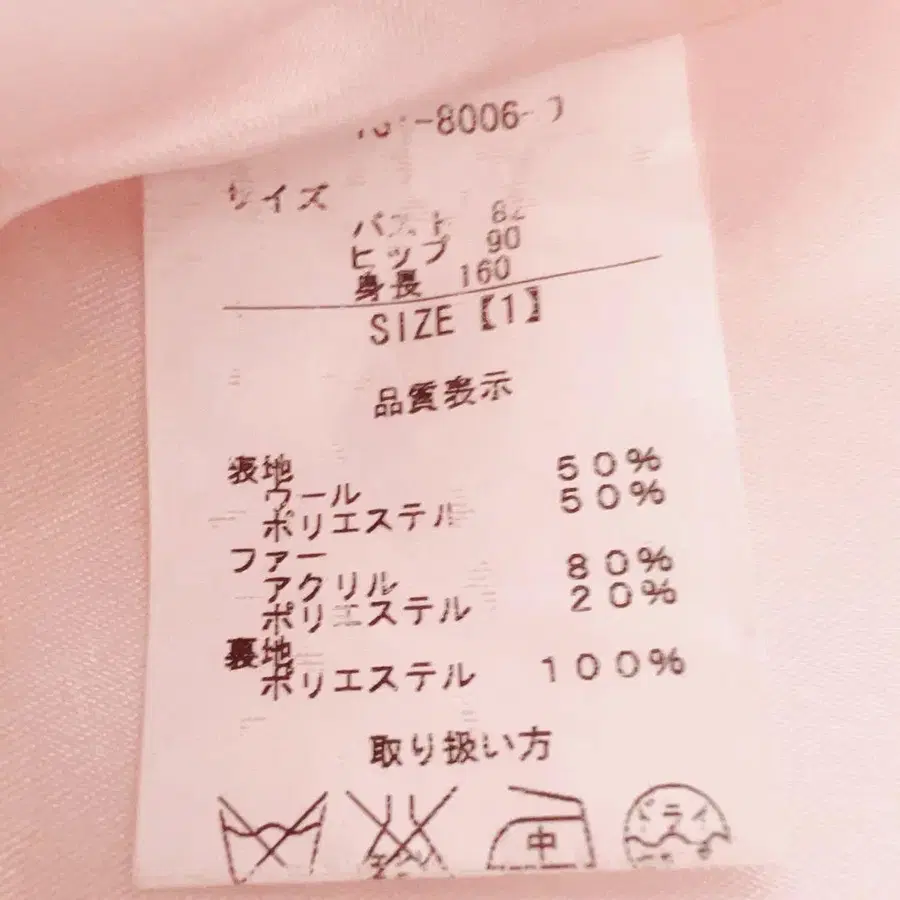 -8006-
サイズ
バスト 82
ヒップ 90
身長 160
SIZE【1】
品質表示
表地
ウール 50%
ポリエステル 50%
ファー
アクリル 80%
ポリエステル 20%
裏地
ポリエステル 100%
取り扱い方
中
ドライ